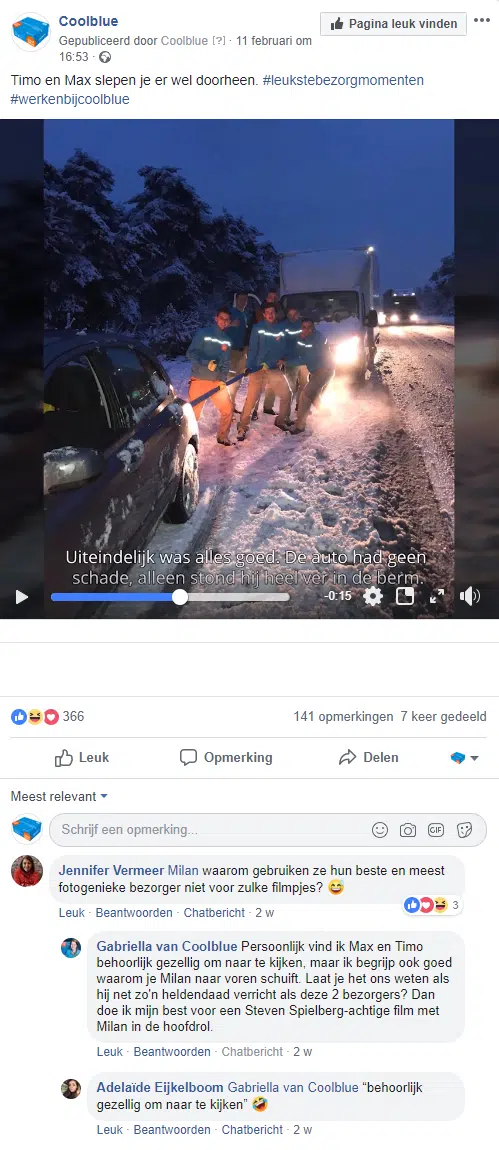 Coolblue
Pagina leuk vinden
Gepubliceerd door Coolblue [?] · 11 februari om
16:53 ·
Timo en Max slepen je er wel doorheen. #leukstebezorgmomenten
#werkenbijcoolblue
Uiteindelijk was alles goed. De auto had geen
schade, alleen stond hij heel ver in de berm.
-0:15
366
141 opmerkingen 7 keer gedeeld
Leuk
Opmerking
Delen
Meest relevant
Schrijf een opmerking...
GIF
Jennifer Vermeer Milan waarom gebruiken ze hun beste en meest
fotogenieke bezorger niet voor zulke filmpjes? 😅
3
Leuk · Beantwoorden · Chatbericht · 2 w
Gabriella van Coolblue Persoonlijk vind ik Max en Timo
behoorlijk gezellig om naar te kijken, maar ik begrijp ook goed
waarom je Milan naar voren schuift. Laat je het ons weten als
hij net zo'n heldendaad verricht als deze 2 bezorgers? Dan
doe ik mijn best voor een Steven Spielberg-achtige film met
Milan in de hoofdrol.
Leuk · Beantwoorden · Chatbericht · 2 w
Adelaïde Eijkelboom Gabriella van Coolblue “behoorlijk
gezellig om naar te kijken” 🤣
Leuk · Beantwoorden · Chatbericht · 2 w